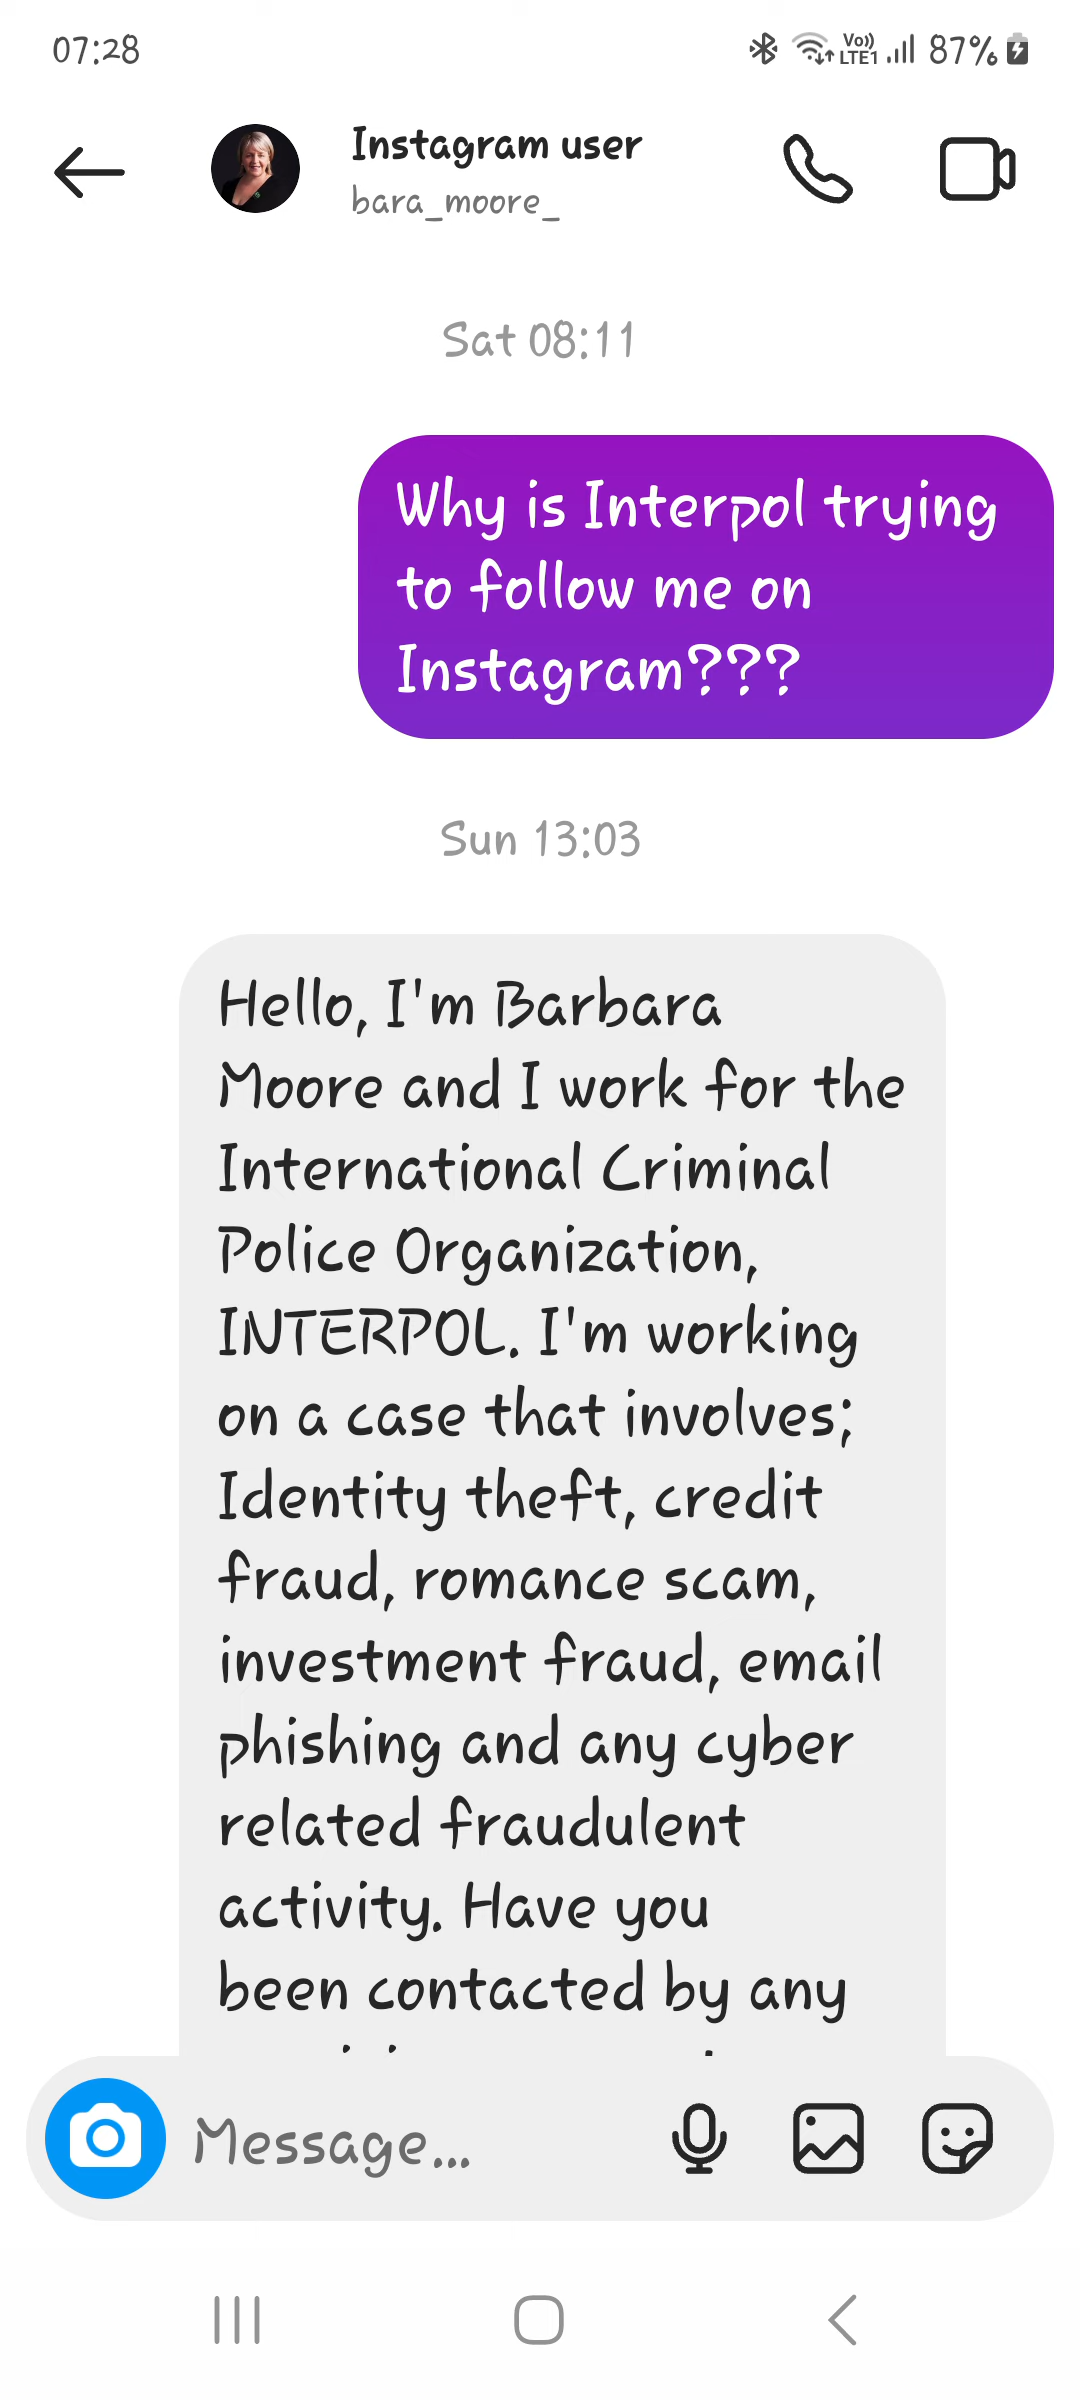 07:28 Vo)) LTE1 87%
Instagram user
bara_moore_
Sat 08:11
Why is Interpol trying
to follow me on
Instagram???
Sun 13:03
Hello, I'm Barbara
Moore and I work for the
International Criminal
Police Organization,
INTERPOL. I'm working
on a case that involves;
Identity theft, credit
fraud, romance scam,
investment fraud, email
phishing and any cyber
related fraudulent
activity. Have you
been contacted by any
Message...